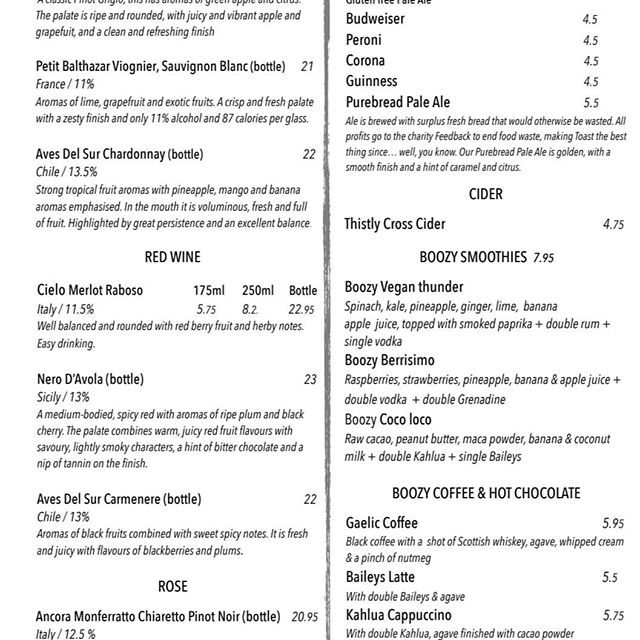 A classic Pinot Grigio, this has aromas of green apple and citrus.
The palate is ripe and rounded, with juicy and vibrant apple and
grapefuit, and a clean and refreshing finish
Petit Balthazar Viognier, Sauvignon Blanc (bottle) 21
France / 11%
Aromas of lime, grapefruit and exotic fruits. A crisp and fresh palate
with a zesty finish and only 11% alcohol and 87 calories per glass.
Aves Del Sur Chardonnay (bottle) 22
Chile / 13.5%
Strong tropical fruit aromas with pineapple, mango and banana
aromas emphasised. In the mouth it is voluminous, fresh and full
of fruit. Highlighted by great persistence and an excellent balance.
RED WINE
Cielo Merlot Raboso 175ml 250ml Bottle
Italy / 11.5% 5.75 8.2. 22.95
Well balanced and rounded with red berry fruit and herby notes.
Easy drinking.
Nero D'Avola (bottle) 23
Sicily / 13%
A medium-bodied, spicy red with aromas of ripe plum and black
cherry. The palate combines warm, juicy red fruit flavours with
savoury, lightly smoky characters, a hint of bitter chocolate and a
nip of tannin on the finish.
Aves Del Sur Carmenere (bottle) 22
Chile / 13%
Aromas of black fruits combined with sweet spicy notes. It is fresh
and juicy with flavours of blackberries and plums.
ROSE
Ancora Monferratto Chiaretto Pinot Noir (bottle) 20.95
Italy / 12.5 %
Gluten free Pale Ale
Budweiser 4.5
Peroni 4.5
Corona 4.5
Guinness 4.5
Purebread Pale Ale 5.5
Ale is brewed with surplus fresh bread that would otherwise be wasted. All
profits go to the charity Feedback to end food waste, making Toast the best
thing since… well, you know. Our Purebread Pale Ale is golden, with a
smooth finish and a hint of caramel and citrus.
CIDER
Thistly Cross Cider 4.75
BOOZY SMOOTHIES 7.95
Boozy Vegan thunder
Spinach, kale, pineapple, ginger, lime, banana
apple juice, topped with smoked paprika + double rum +
single vodka
Boozy Berrisimo
Raspberries, strawberries, pineapple, banana & apple juice +
double vodka + double Grenadine
Boozy Coco loco
Raw cacao, peanut butter, maca powder, banana & coconut
milk + double Kahlua + single Baileys
BOOZY COFFEE & HOT CHOCOLATE
Gaelic Coffee 5.95
Black coffee with a shot of Scottish whiskey, agave, whipped cream
& a pinch of nutmeg
Baileys Latte 5.5
With double Baileys & agave
Kahlua Cappuccino 5.75
With double Kahlua, agave finished with cacao powder